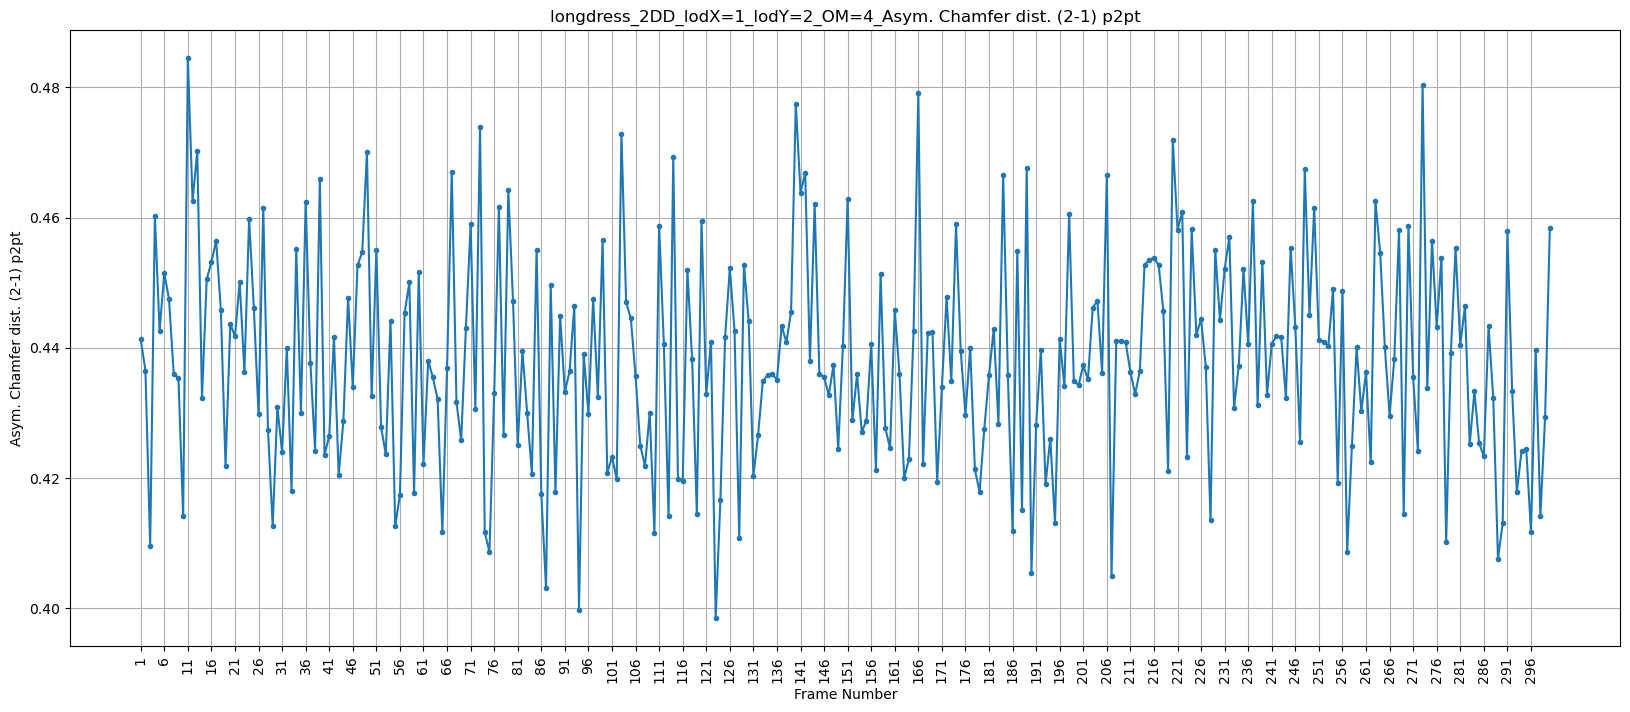 longdress_2DD_lodX=1_lodY=2_OM=4_Asym. Chamfer dist. (2-1) p2pt
Asym. Chamfer dist. (2-1) p2pt
0.48
0.46
0.44
0.42
0.40
1 6 11 16 21 26 31 36 41 46 51 56 61 66 71 76 81 86 91 96 101 106 111 116 121 126 131 136 141 146 151 156 161 166 171 176 181 186 191 196 201 206 211 216 221 226 231 236 241 246 251 256 261 266 271 276 281 286 291 296
Frame Number